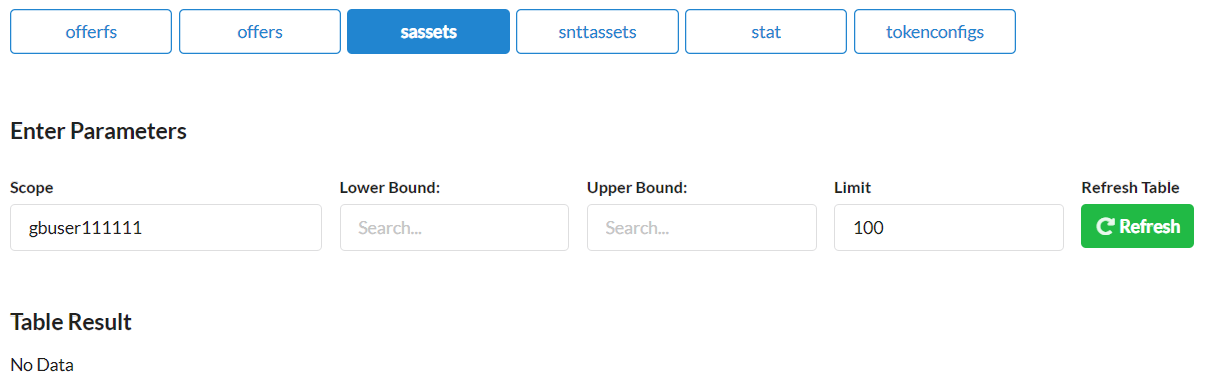 offerfs offers sassets snttassets stat tokenconfigs
Enter Parameters
Scope Lower Bound: Upper Bound: Limit Refresh Table
gbuser111111 Search... Search... 100 Refresh
Table Result
No Data